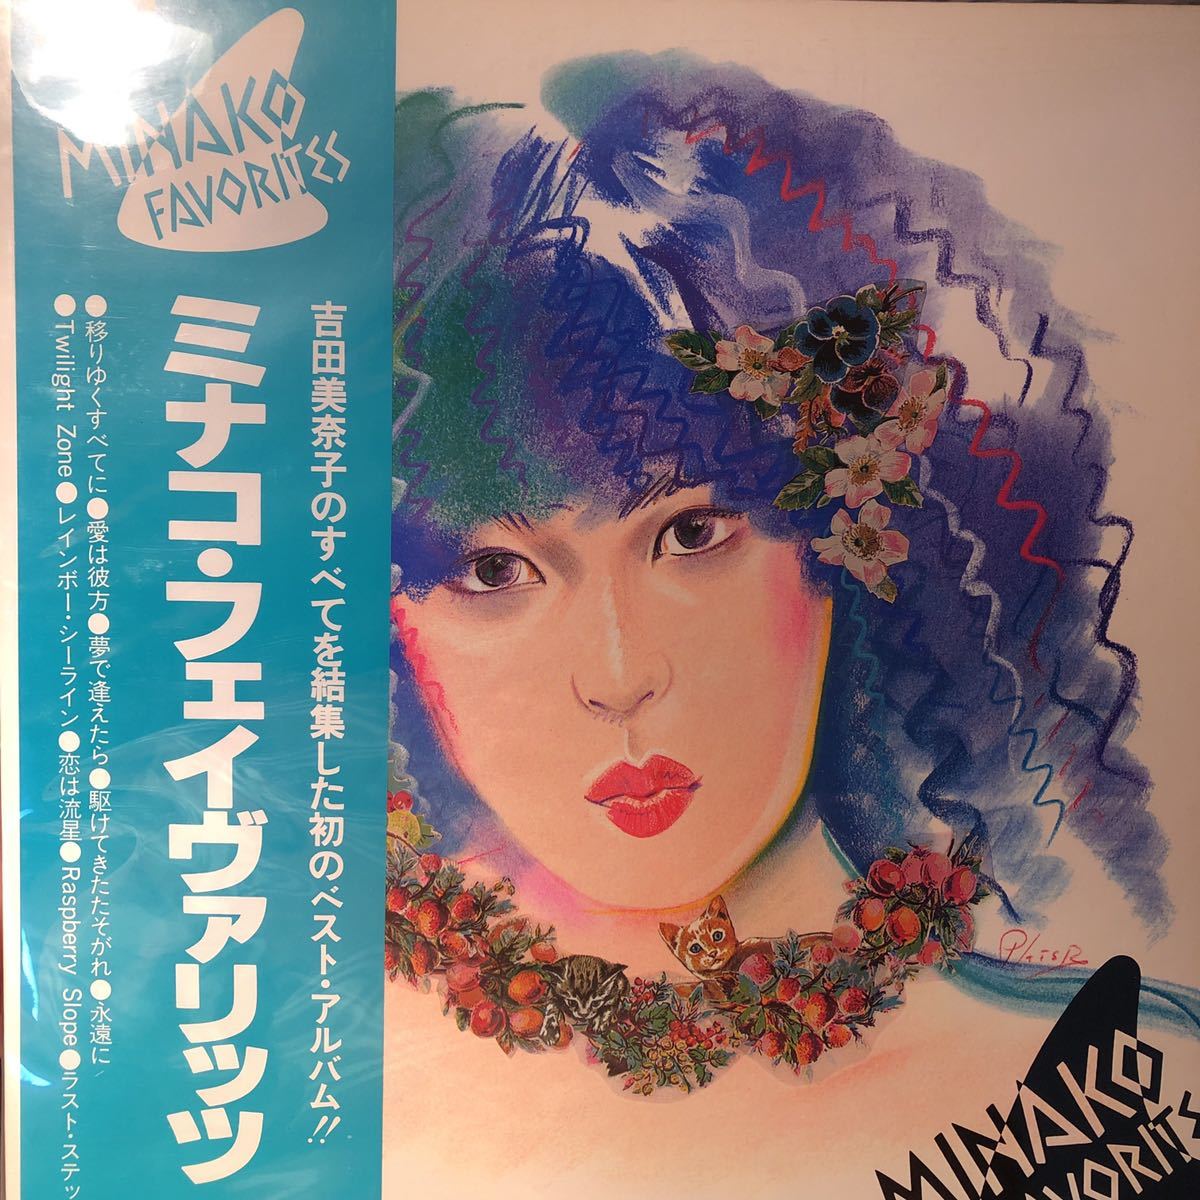 MINAKO
FAVORITES
吉田美奈子のすべてを結集した初のベスト・アルバム!!
ミナコ・フェイヴァリッツ
●移りゆくすべてに●愛は彼方●夢で逢えたら●駆けてきたたそがれ●永遠に
●Twilight Zone●レインボー・シーライン●恋は流星●Raspberry Slope●ラスト・ステッ
MINAKO